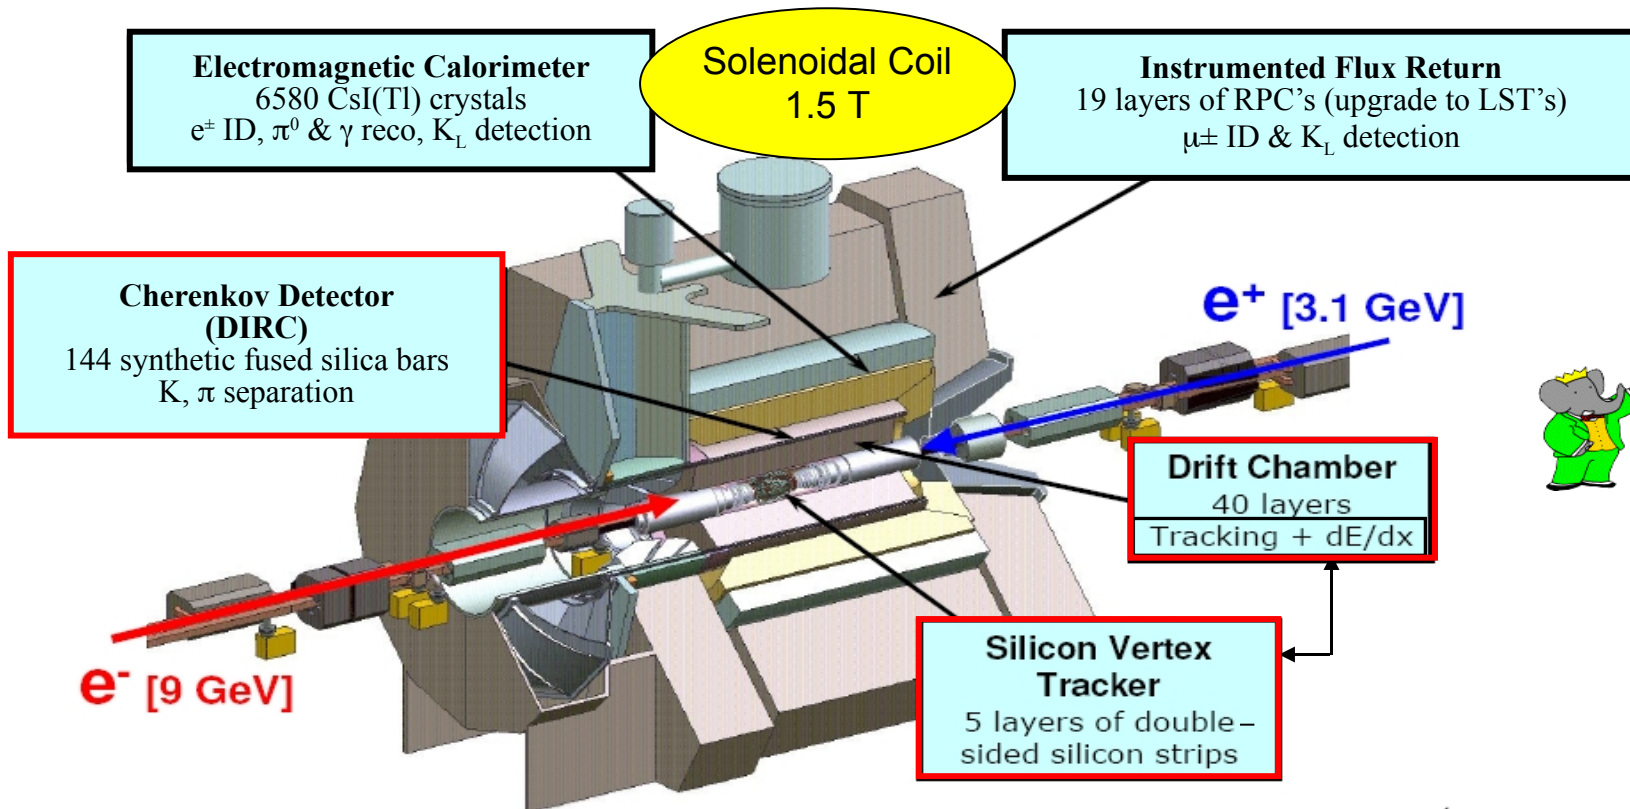 Electromagnetic Calorimeter
6580 CsI(Tl) crystals
e± ID, π⁰ & γ reco, K_L detection
Solenoidal Coil
1.5 T
Instrumented Flux Return
19 layers of RPC’s (upgrade to LST’s)
μ± ID & K_L detection
Cherenkov Detector
(DIRC)
144 synthetic fused silica bars
K, π separation
e⁺ [3.1 GeV]
Drift Chamber
40 layers
Tracking + dE/dx
e⁻ [9 GeV]
Silicon Vertex
Tracker
5 layers of double–
sided silicon strips